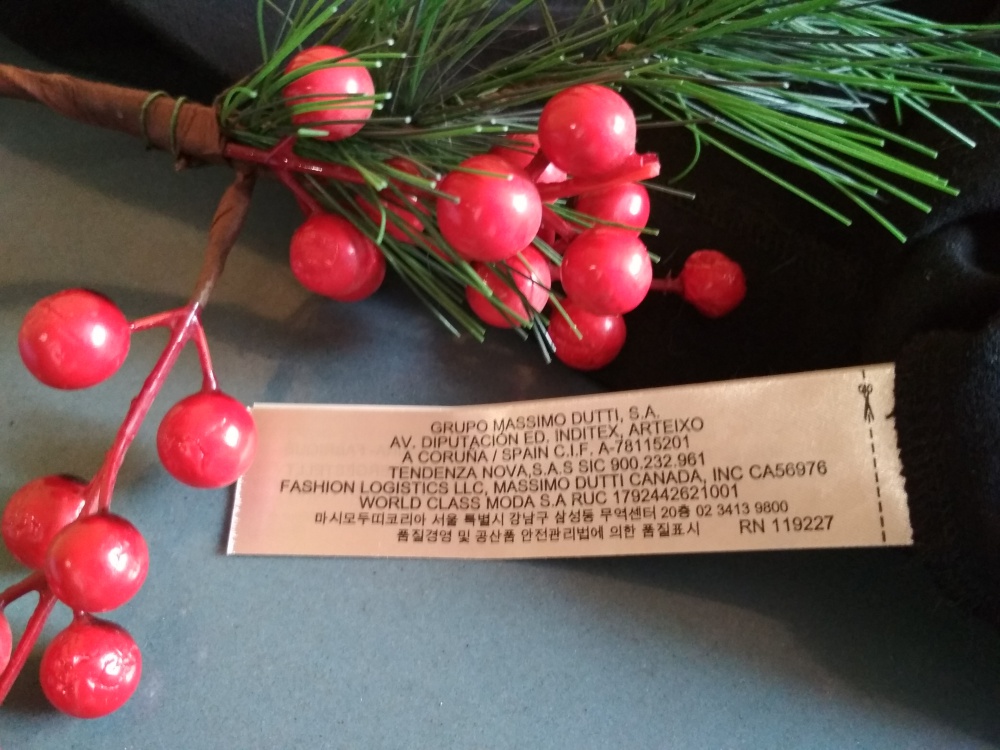 GRUPO MASSIMO DUTTI, S.A.
AV. DIPUTACIÓN ED. INDITEX, ARTEIXO
A CORUÑA / SPAIN C.I.F. A-78115201
TENDENZA NOVA,S.A.S SIC 900.232.961
FASHION LOGISTICS LLC, MASSIMO DUTTI CANADA, INC CA56976
WORLD CLASS MODA S.A RUC 1792442621001
마시모두띠코리아 서울 특별시 강남구 삼성동 무역센터 20층 02 3413 9800
품질경영 및 공산품 안전관리법에 의한 품질표시 RN 119227